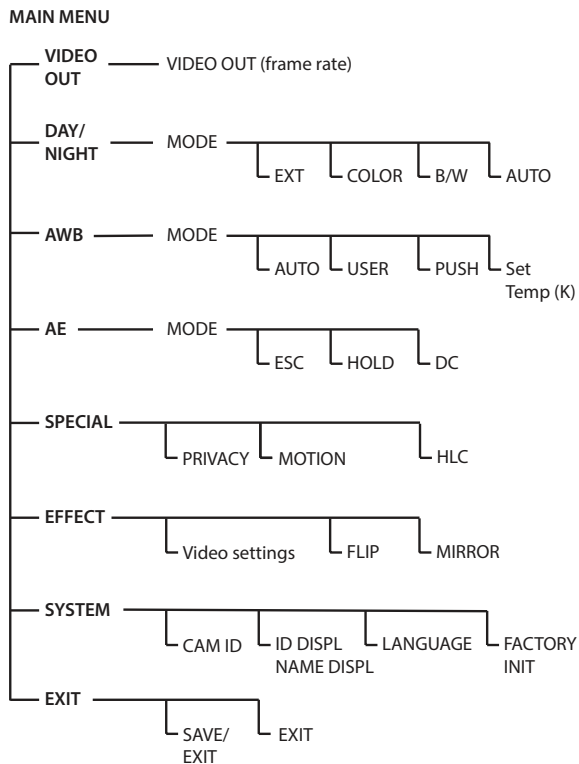 MAIN MENU
VIDEO
OUT
VIDEO OUT (frame rate)
DAY/
NIGHT
MODE
EXT
COLOR
B/W
AUTO
AWB
MODE
AUTO
USER
PUSH
Set
Temp (K)
AE
MODE
ESC
HOLD
DC
SPECIAL
PRIVACY
MOTION
HLC
EFFECT
Video settings
FLIP
MIRROR
SYSTEM
CAM ID
ID DISPL
NAME DISPL
LANGUAGE
FACTORY
INIT
EXIT
SAVE/
EXIT
EXIT